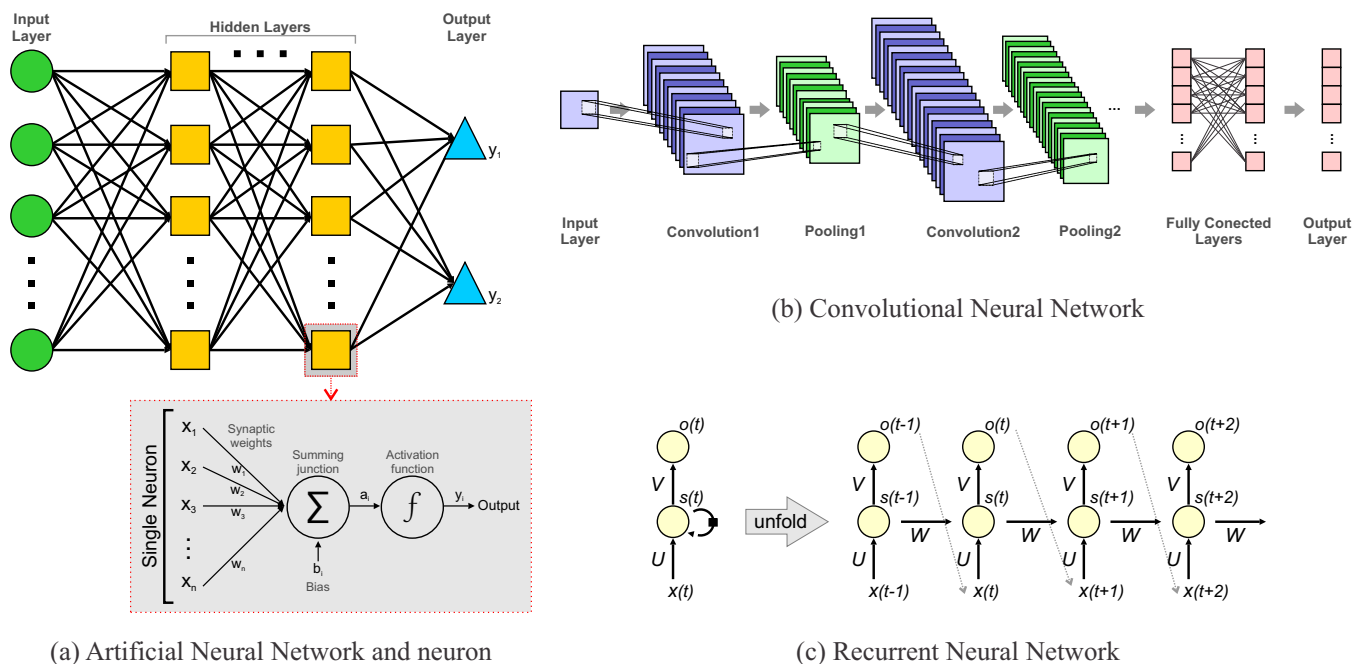 Input
Layer
Hidden Layers
Output
Layer
y1
y2
Single Neuron
x1
x2
x3
xn
Synaptic
weights
w1
w2
w3
wn
Summing
junction
Σ
bi
Bias
ai
Activation
function
f
yi
Output
(a) Artificial Neural Network and neuron
Input
Layer
Convolution1
Pooling1
Convolution2
Pooling2
...
Fully Conected
Layers
Output
Layer
(b) Convolutional Neural Network
o(t)
V
s(t)
U
x(t)
unfold
o(t-1) o(t) o(t+1) o(t+2)
V V V V
s(t-1) s(t) s(t+1) s(t+2)
W W W W
U U U U
x(t-1) x(t) x(t+1) x(t+2)
(c) Recurrent Neural Network